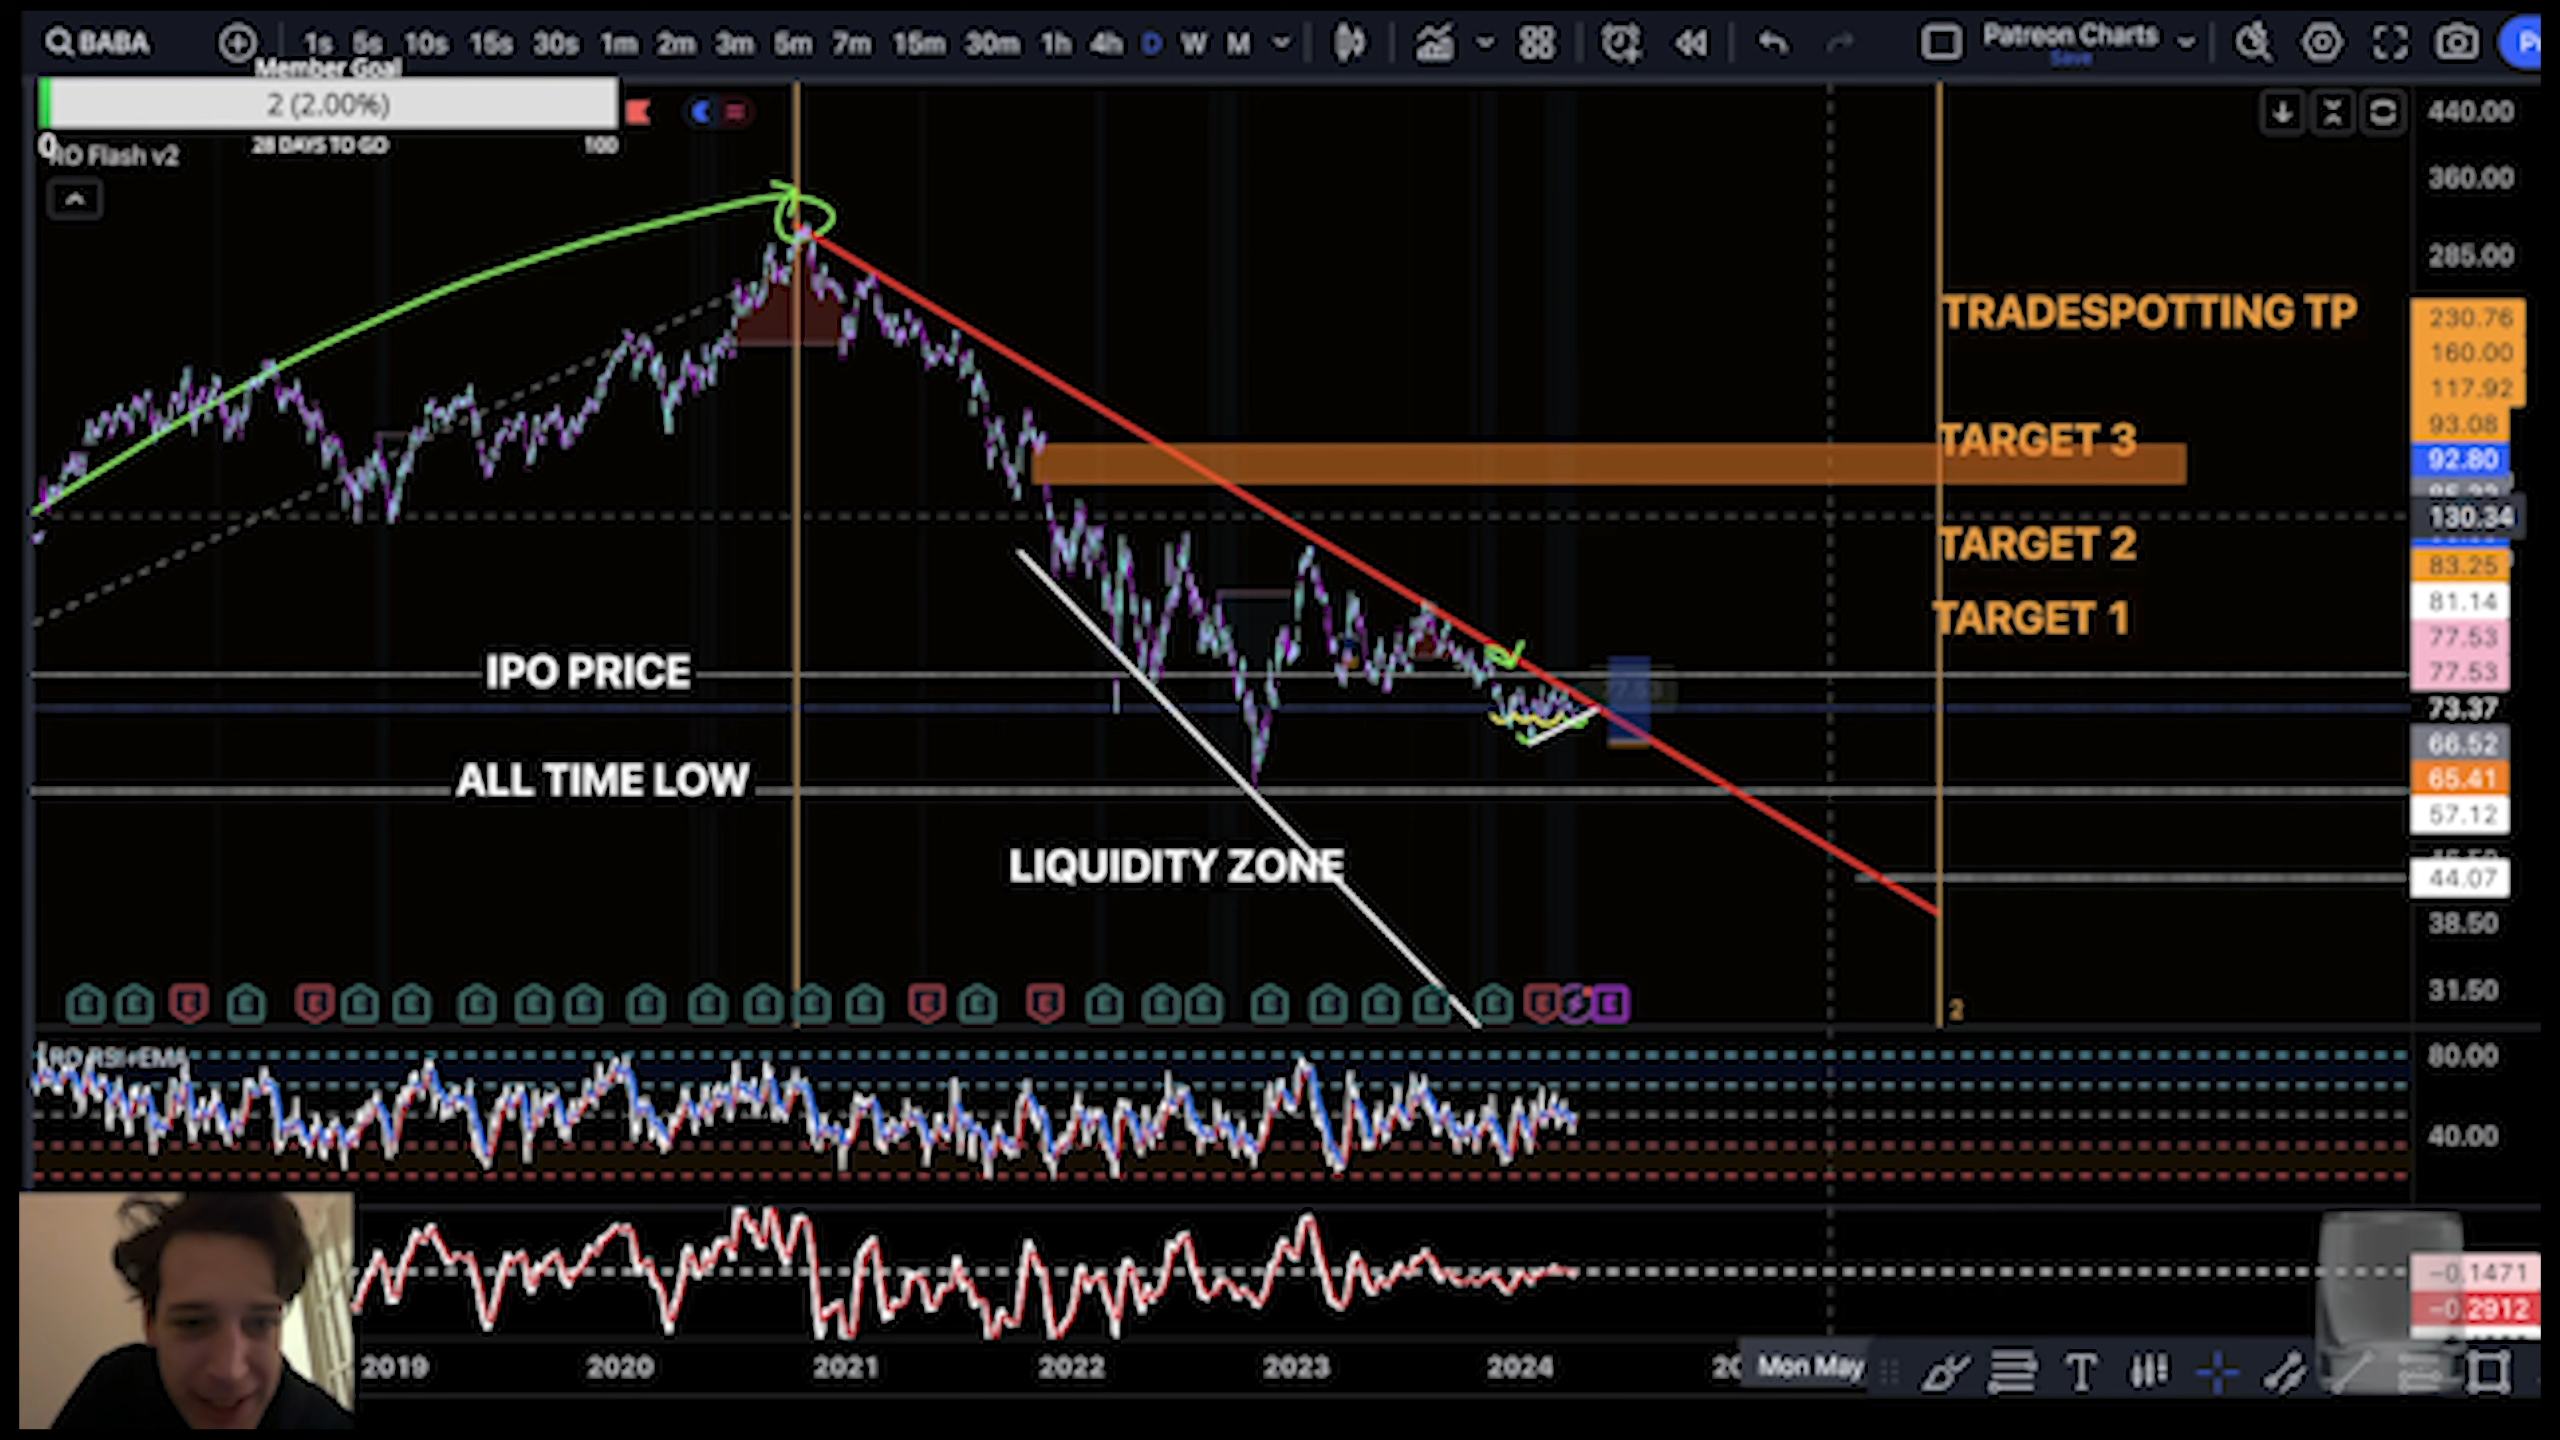 BABA 1s 5s 10s 15s 30s 1m 2m 3m 5m 7m 15m 30m 1h 4h D W M Patreon Charts
Save
Member Goal
2 (2.00%)
0 28 DAYS TO GO 100
RO Flash v2
440.00
360.00
285.00
TRADESPOTTING TP
230.76
160.00
117.92
93.08
TARGET 3
92.80
130.34
TARGET 2
83.25
81.14
TARGET 1
77.53
IPO PRICE
77.53
73.37
66.52
ALL TIME LOW
65.41
57.12
LIQUIDITY ZONE
44.07
38.50
31.50
2
RO RSI+EMA
80.00
40.00
-0.1471
-0.2912
2019 2020 2021 2022 2023 2024 Mon May